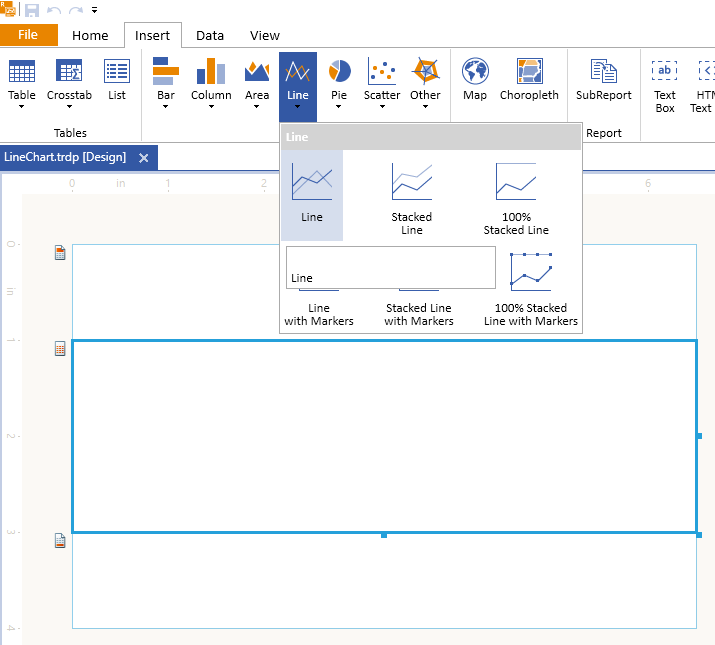 File Home Insert Data View
Table Crosstab List Bar Column Area Line Pie Scatter Other Map Choropleth SubReport Text Box HTM Text
Tables Report
Line
LineChart.trdp [Design]
0 in 1 2 6
Line Stacked Line 100% Stacked Line
Line
Line with Markers Stacked Line with Markers 100% Stacked Line with Markers
0
in
1
2
3
4
ab